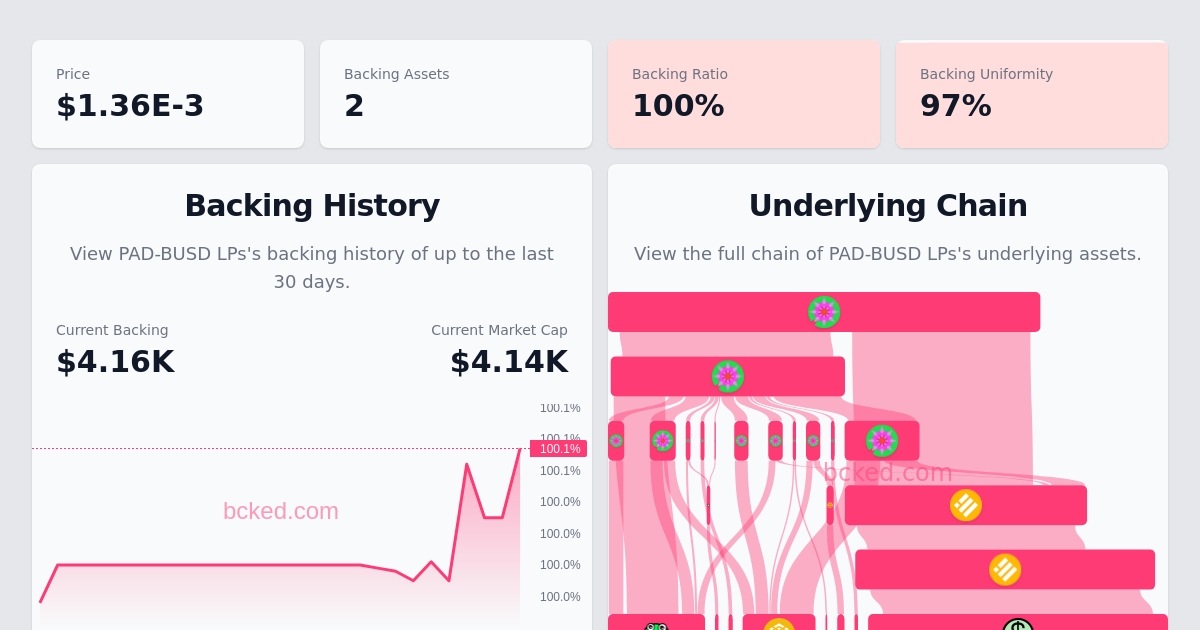 Price
$1.36E-3
Backing Assets
2
Backing Ratio
100%
Backing Uniformity
97%
Backing History
View PAD-BUSD LPs's backing history of up to the last
30 days.
Current Backing
$4.16K
Current Market Cap
$4.14K
100.1%
100.1%
100.1%
100.1%
100.0%
100.0%
100.0%
100.0%
bcked.com
Underlying Chain
View the full chain of PAD-BUSD LPs's underlying assets.
bcked.com